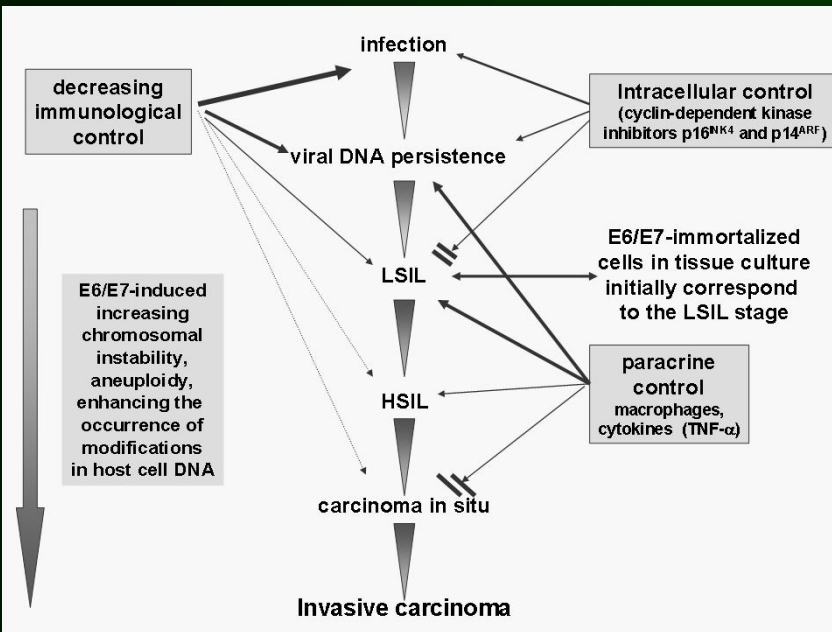 infection
decreasing
immunological
control
Intracellular control
(cyclin-dependent kinase
inhibitors p16INK4 and p14ARF)
viral DNA persistence
E6/E7-immortalized
cells in tissue culture
initially correspond
to the LSIL stage
LSIL
E6/E7-induced
increasing
chromosomal
instability,
aneuploidy,
enhancing the
occurrence of
modifications
in host cell DNA
paracrine
control
macrophages,
cytokines (TNF-α)
HSIL
carcinoma in situ
Invasive carcinoma